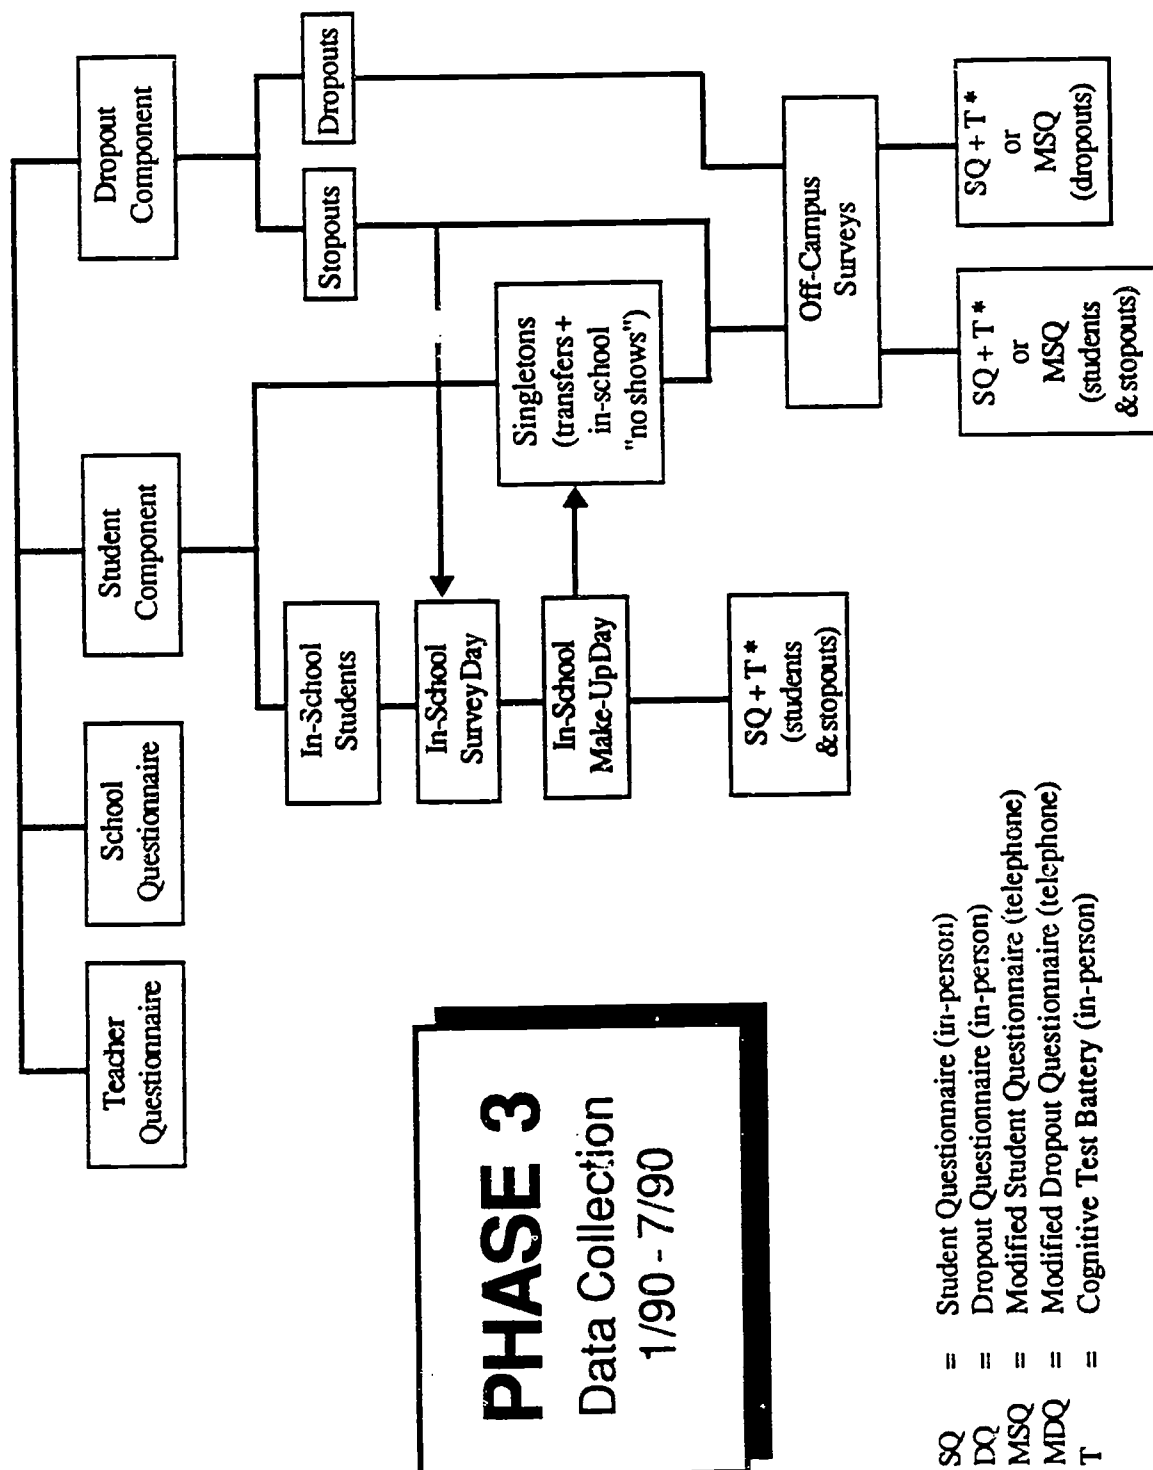 Teacher
Questionnaire
School
Questionnaire
Student
Component
Dropout
Component
In-School
Students
Stopouts
Dropouts
In-School
Survey Day
In-School
Make-Up Day
Singletons
(transfers +
in-school
"no shows")
SQ + T *
(students
& stopouts)
Off-Campus
Surveys
SQ + T *
or
MSQ
(students
& stopouts)
SQ + T *
or
MSQ
(dropouts)
PHASE 3
Data Collection
1/90 - 7/90
SQ = Student Questionnaire (in-person)
DQ = Dropout Questionnaire (in-person)
MSQ = Modified Student Questionnaire (telephone)
MDQ = Modified Dropout Questionnaire (telephone)
T = Cognitive Test Battery (in-person)